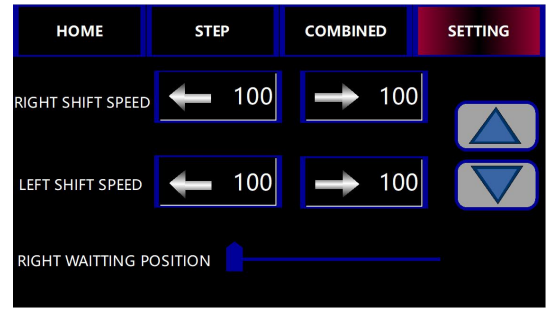 HOME STEP COMBINED SETTING
RIGHT SHIFT SPEED 100 100
LEFT SHIFT SPEED 100 100
RIGHT WAITTING POSITION